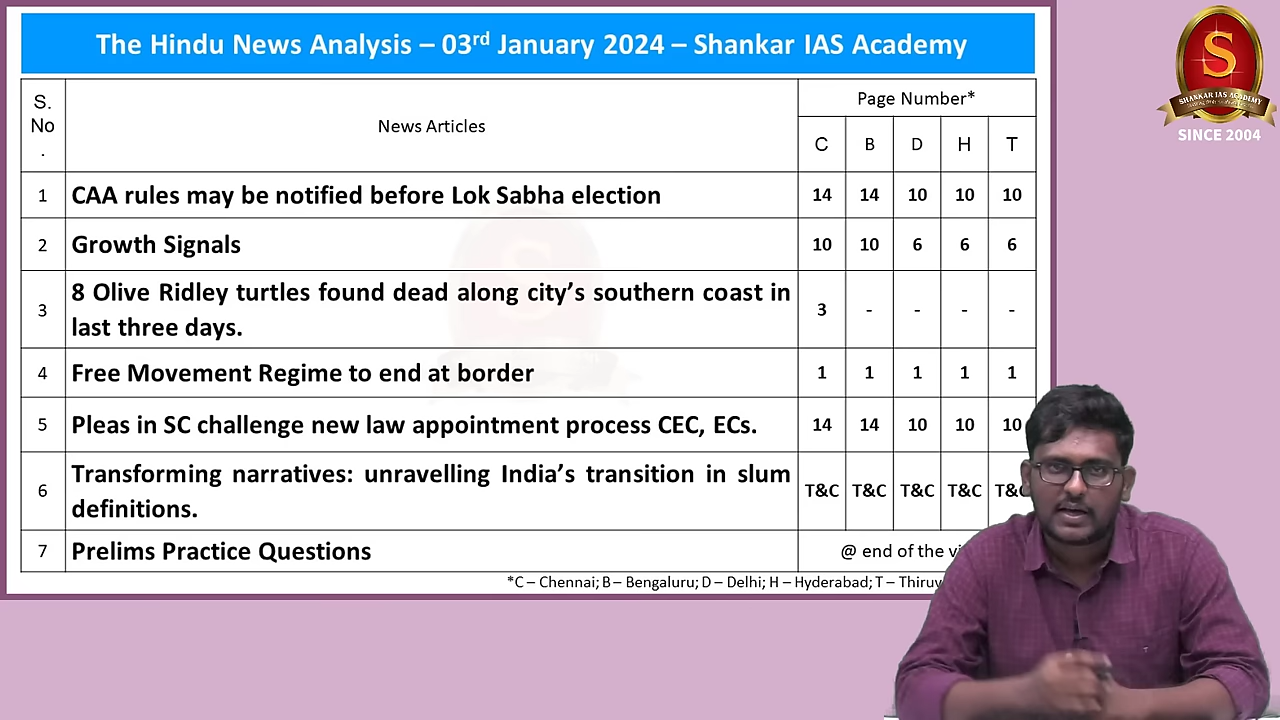 The Hindu News Analysis – 03rd January 2024 – Shankar IAS Academy
S.
No
.
News Articles
Page Number*
C B D H T
1 CAA rules may be notified before Lok Sabha election 14 14 10 10 10
2 Growth Signals 10 10 6 6 6
3 8 Olive Ridley turtles found dead along city’s southern coast in
last three days. 3 - - - -
4 Free Movement Regime to end at border 1 1 1 1 1
5 Pleas in SC challenge new law appointment process CEC, ECs. 14 14 10 10 10
6 Transforming narratives: unravelling India’s transition in slum
definitions. T&C T&C T&C T&C
7 Prelims Practice Questions @ end of the
*C – Chennai; B – Bengaluru; D – Delhi; H – Hyderabad; T –
S
SHANKAR IAS ACADEMY
SINCE 2004